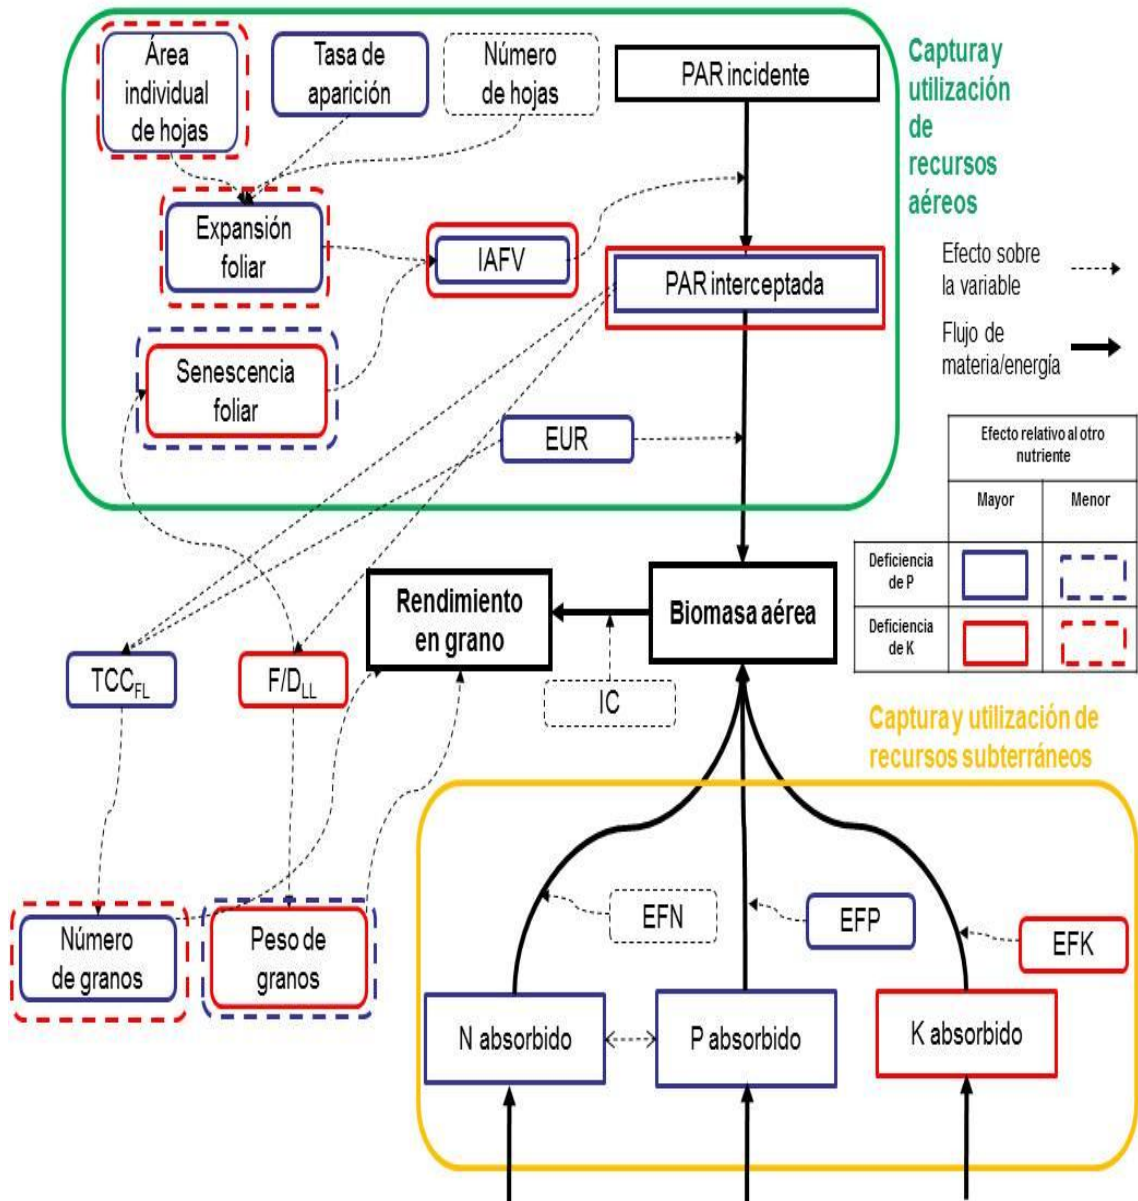 Área
individual
de hojas
Tasa de
aparición
Número
de hojas
PAR incidente
Captura y
utilización
de
recursos
aéreos
Expansión
foliar
IAFV
PAR interceptada
Efecto sobre
la variable
Flujo de
materia/energía
Senescencia
foliar
EUR
Efecto relativo al otro
nutriente
Mayor
Menor
Deficiencia
de P
Deficiencia
de K
Rendimiento
en grano
Biomasa aérea
TCC_FL
F/D_LL
IC
Captura y utilización de
recursos subterráneos
Número
de granos
Peso de
granos
EFN
EFP
EFK
N absorbido
P absorbido
K absorbido